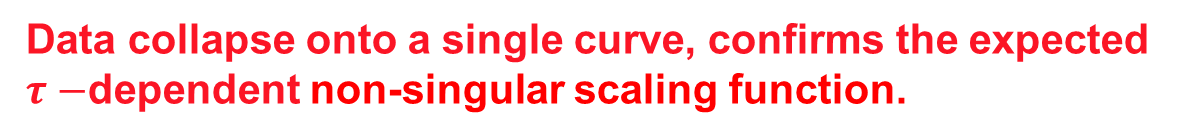 Data collapse onto a single curve, confirms the expected
τ −dependent non-singular scaling function.